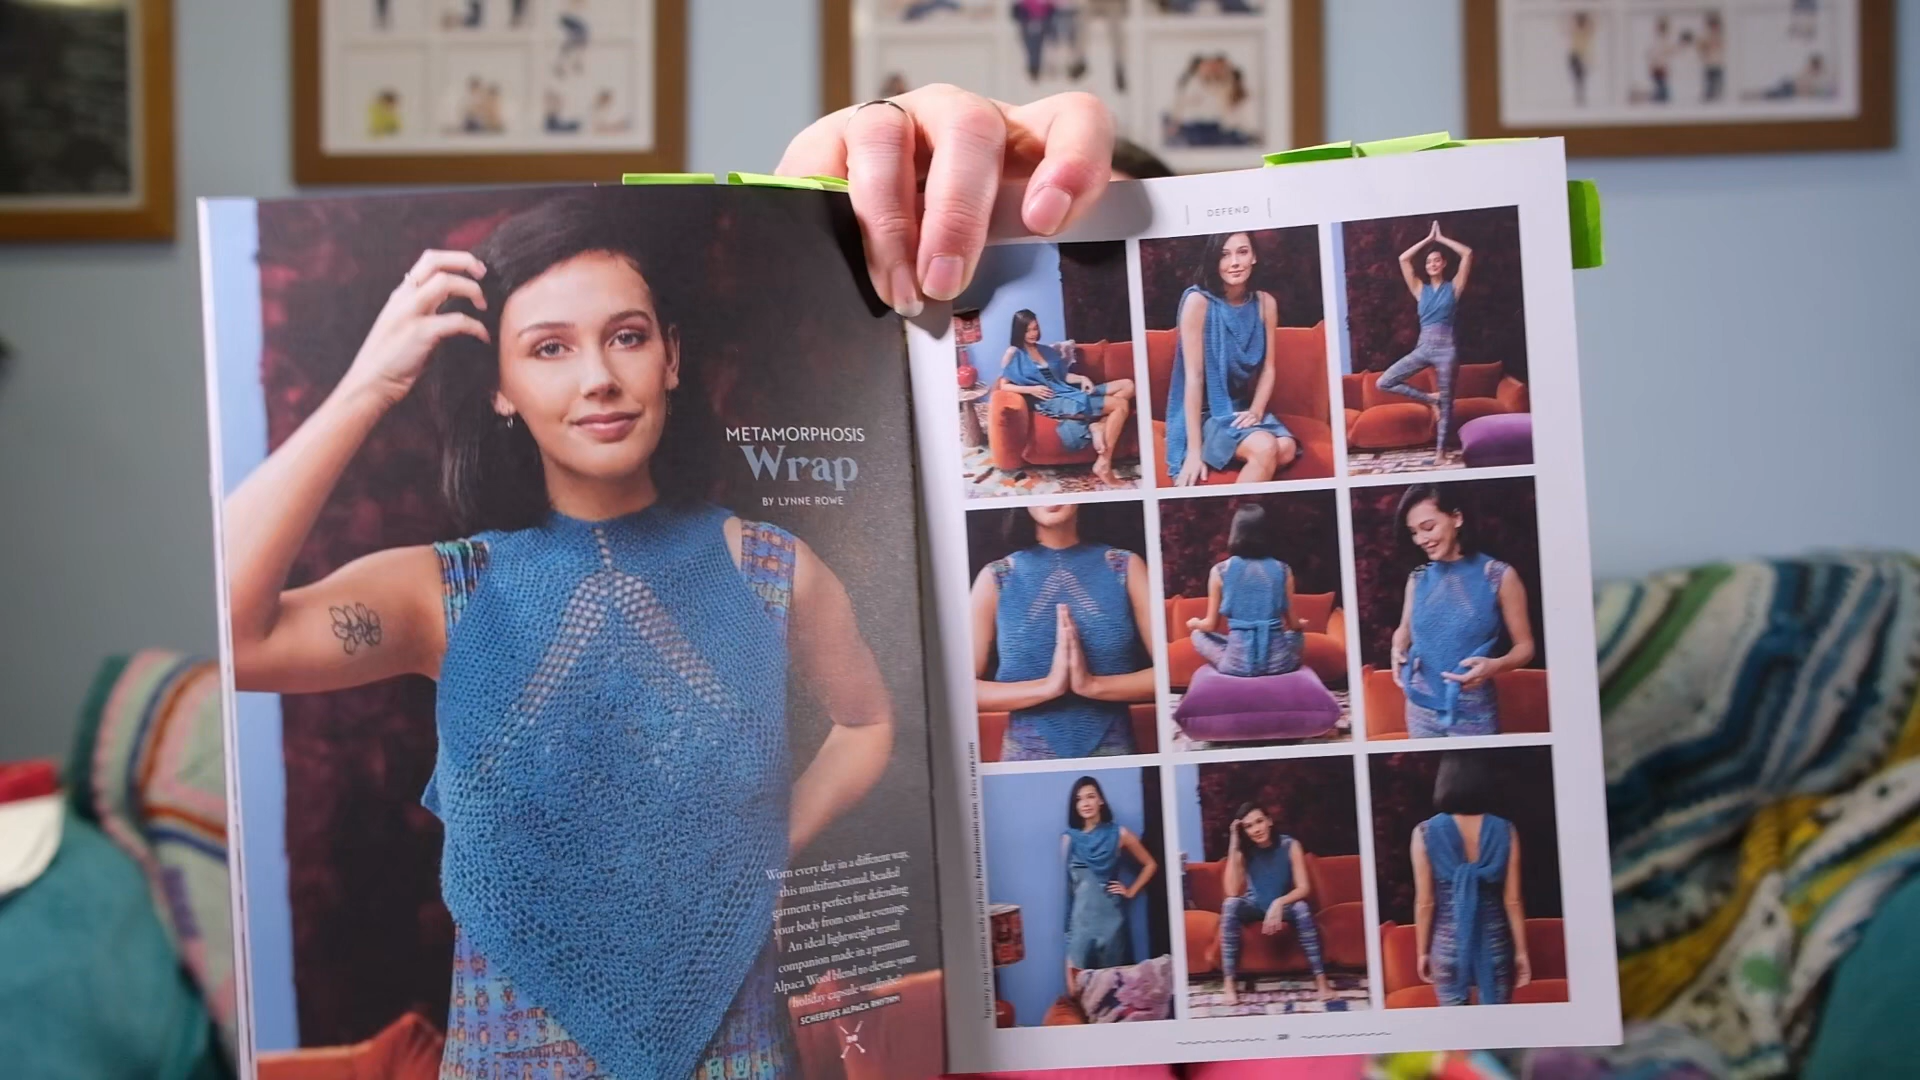 METAMORPHOSIS
Wrap
BY LYNNE ROWE
Worn every day in a different way,
this multifunctional, beaded
garment is perfect for defending
your body from cooler evenings.
An ideal lightweight travel
companion made in a premium
Alpaca Wool blend to elevate your
holiday capsule wardrobe!
SCHEEPJES ALPACA RHYTHM
DEFEND